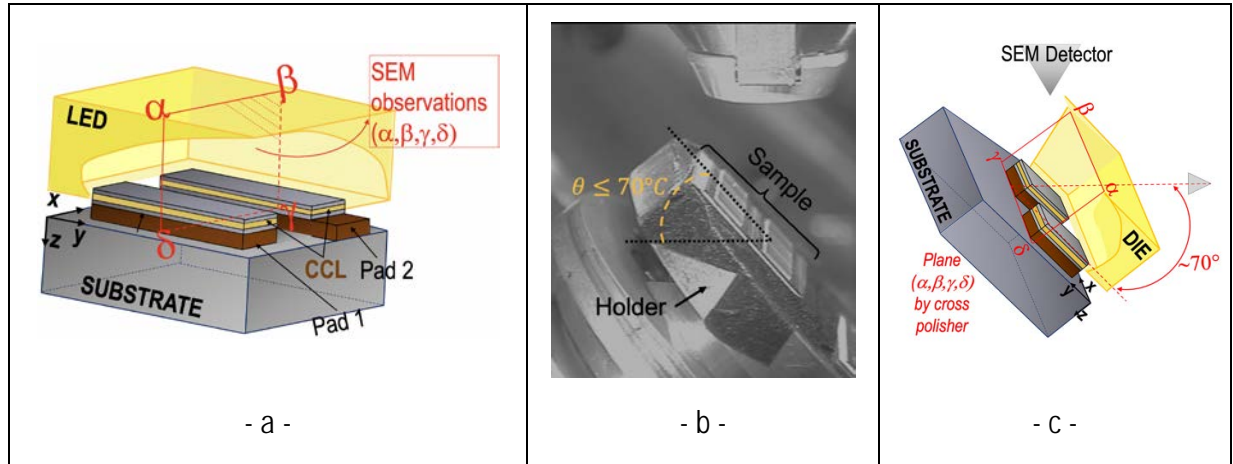 α
β
SEM
observations
(α,β,γ,δ)
LED
x
y
z
γ
δ
CCL
Pad 2
Pad 1
SUBSTRATE
- a -
θ ≤ 70°C
Sample
Holder
- b -
SEM Detector
β
γ
α
SUBSTRATE
δ
DIE
~70°
Plane
(α,β,γ,δ)
by cross
polisher
x
y
z
- c -